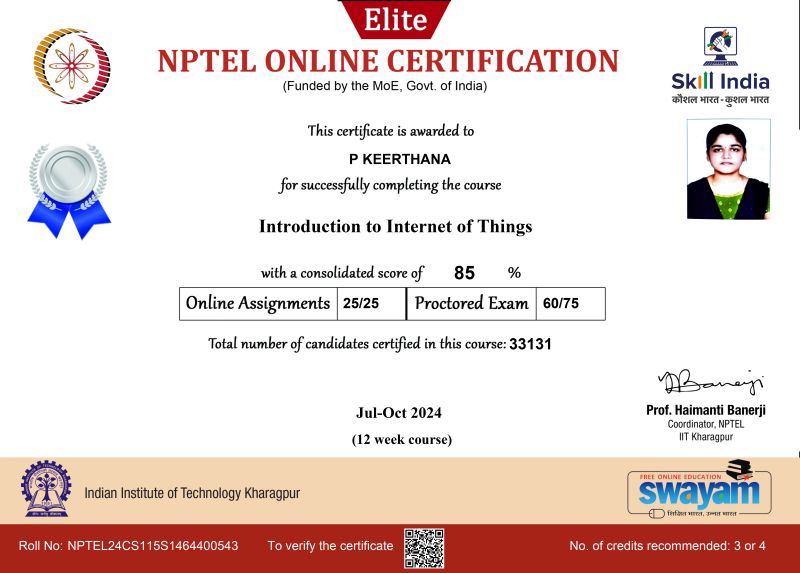 Elite
NPTEL ONLINE CERTIFICATION
(Funded by the MoE, Govt. of India)
Skill India
कौशल भारत - कुशल भारत
This certificate is awarded to
P KEERTHANA
for successfully completing the course
Introduction to Internet of Things
with a consolidated score of 85 %
Online Assignments 25/25 Proctored Exam 60/75
Total number of candidates certified in this course: 33131
Jul-Oct 2024
(12 week course)
Prof. Haimanti Banerji
Coordinator, NPTEL
IIT Kharagpur
Indian Institute of Technology Kharagpur
FREE ONLINE EDUCATION
swayam
शिक्षित भारत, उन्नत भारत
Roll No: NPTEL24CS115S1464400543 To verify the certificate No. of credits recommended: 3 or 4